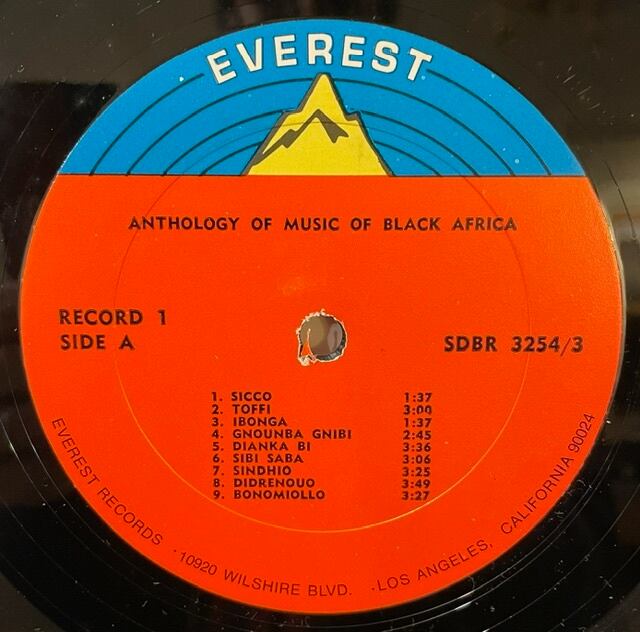 EVEREST
ANTHOLOGY OF MUSIC OF BLACK AFRICA
RECORD 1
SIDE A
SDBR 3254/3
1. SICCO 1:37
2. TOFFI 3:00
3. IBONGA 1:37
4. GNOUNBA GNIBI 2:45
5. DIANKA BI 3:36
6. SIBI SABA 3:06
7. SINDHIO 3:25
8. DIDRENOUO 3:49
9. BONOMIOLLO 3:27
EVEREST RECORDS · 10920 WILSHIRE BLVD. · LOS ANGELES, CALIFORNIA 90024